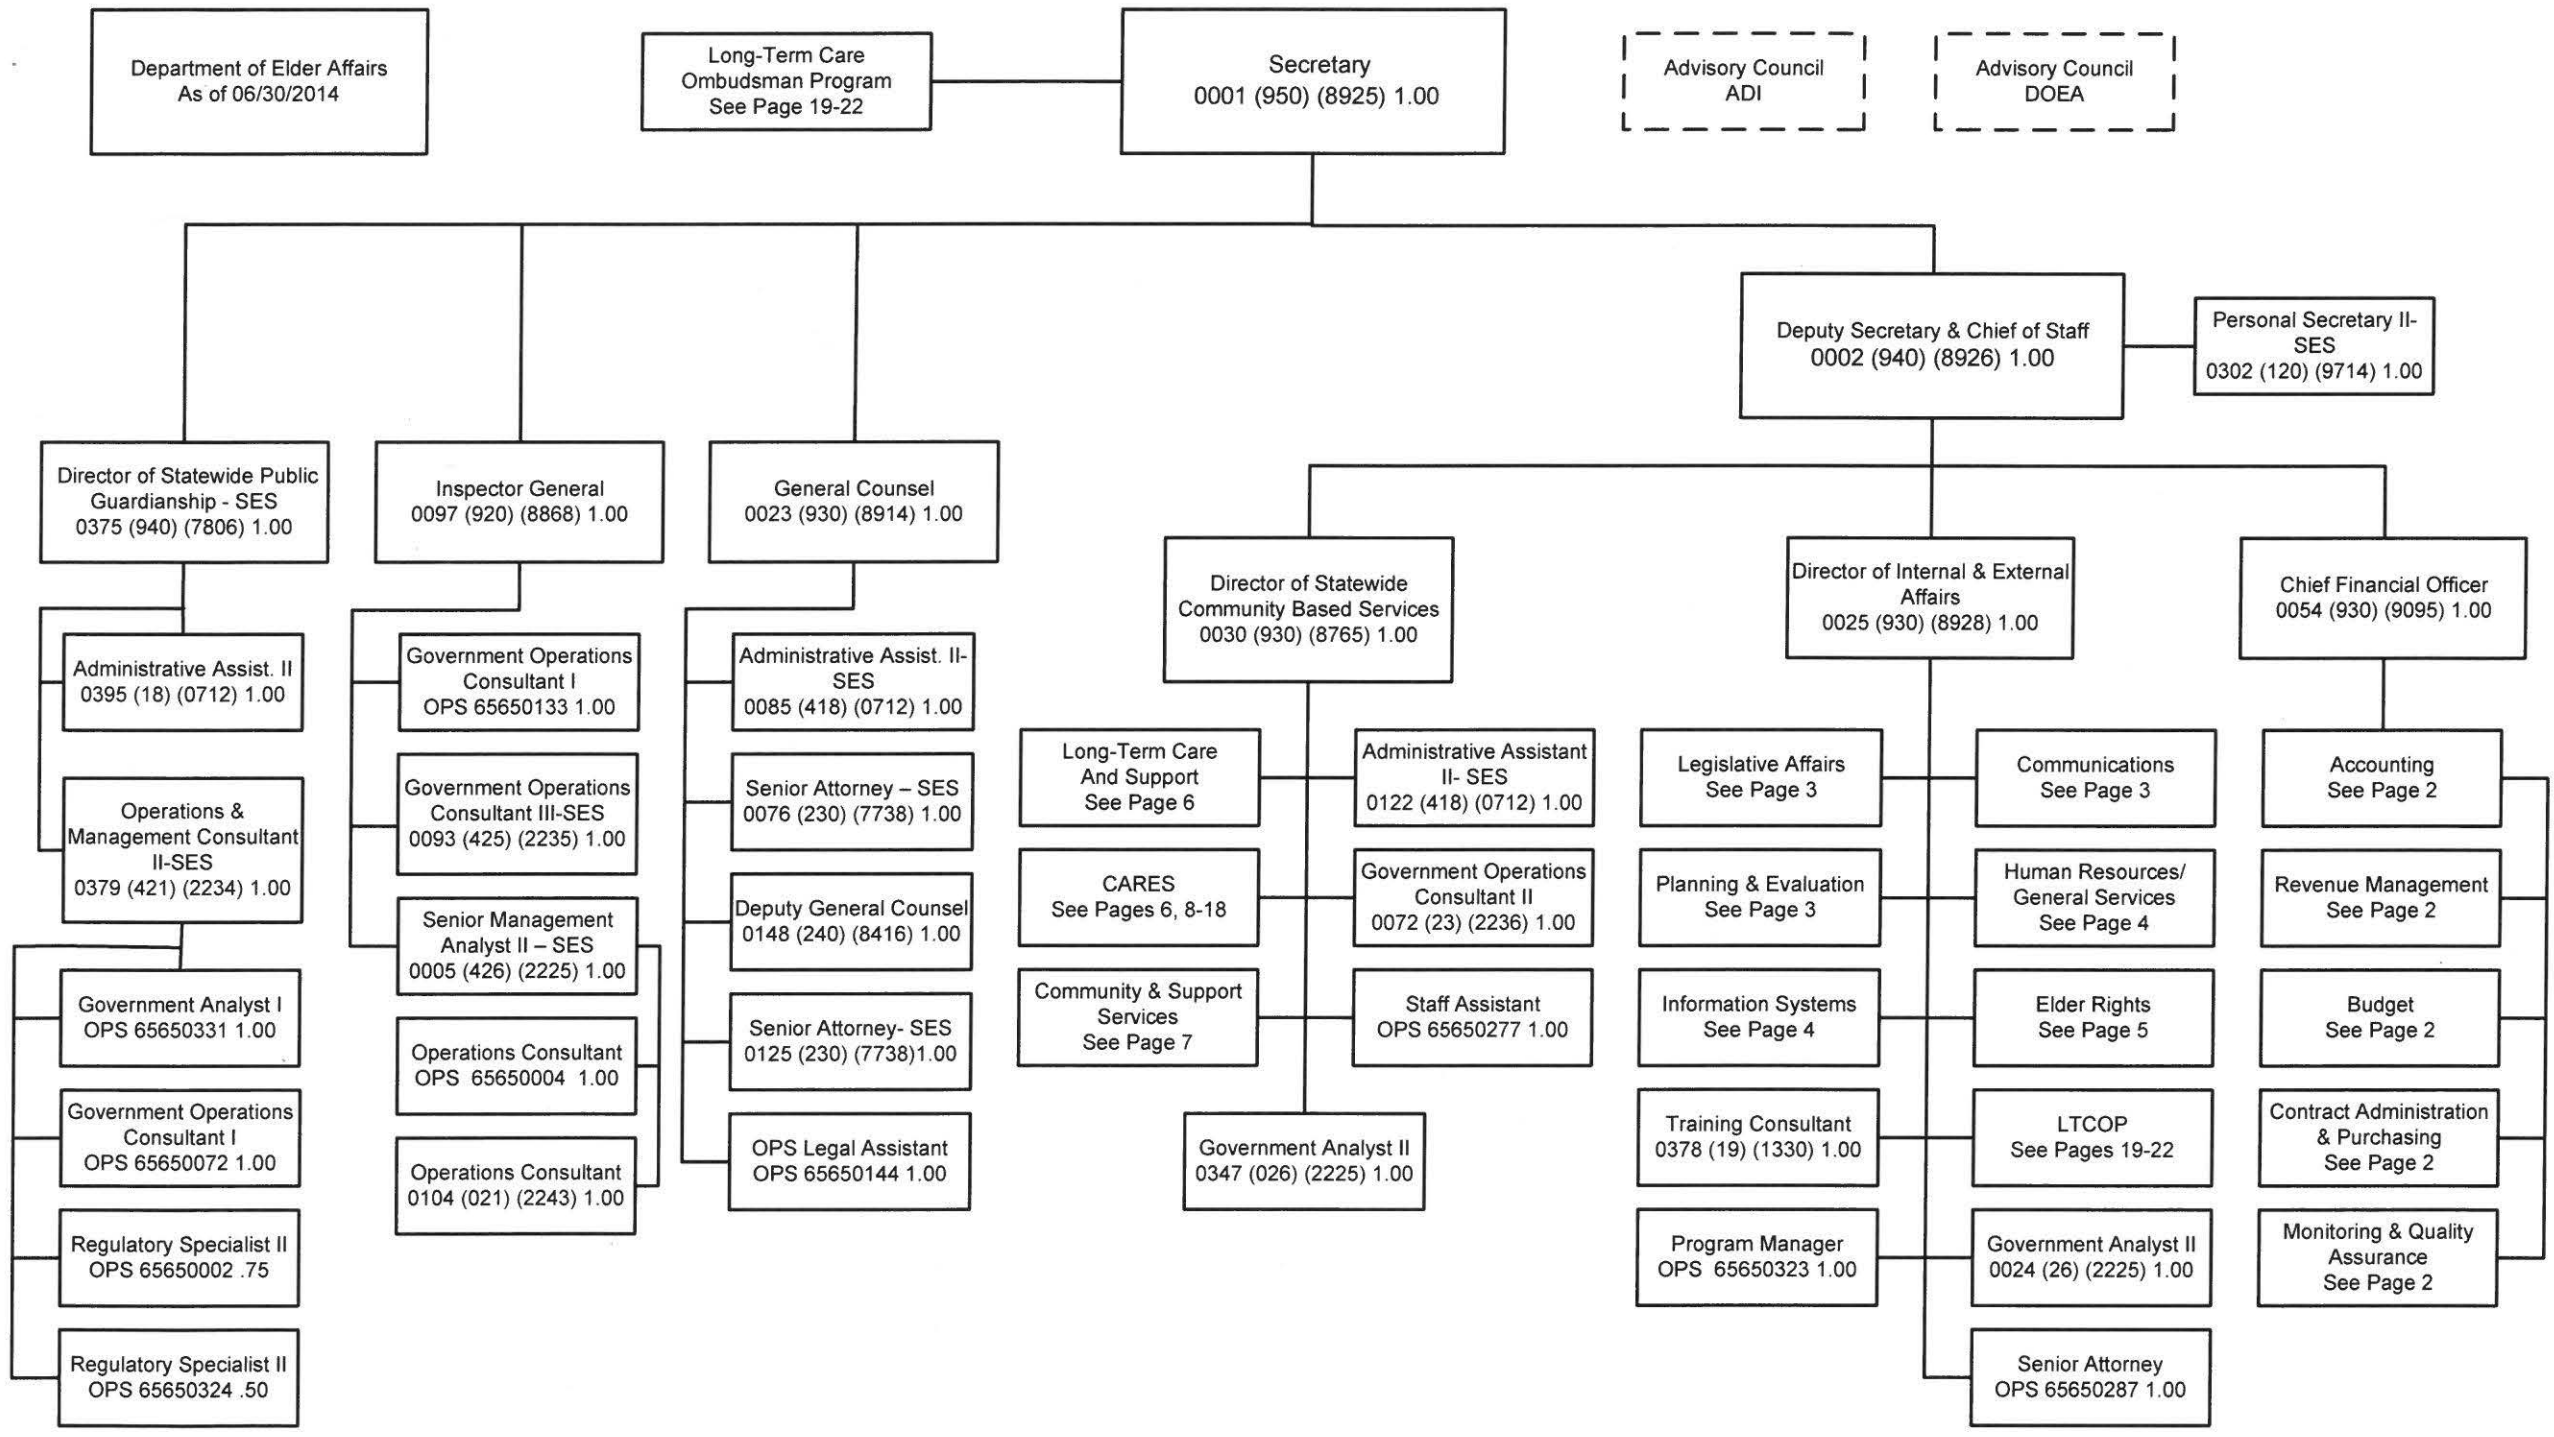 Department of Elder Affairs
As of 06/30/2014
Long-Term Care
Ombudsman Program
See Page 19-22
Secretary
0001 (950) (8925) 1.00
Advisory Council
ADI
Advisory Council
DOEA
Deputy Secretary & Chief of Staff
0002 (940) (8926) 1.00
Personal Secretary II-
SES
0302 (120) (9714) 1.00
Director of Statewide Public
Guardianship - SES
0375 (940) (7806) 1.00
Inspector General
0097 (920) (8868) 1.00
General Counsel
0023 (930) (8914) 1.00
Director of Statewide
Community Based Services
0030 (930) (8765) 1.00
Director of Internal & External
Affairs
0025 (930) (8928) 1.00
Chief Financial Officer
0054 (930) (9095) 1.00
Administrative Assist. II
0395 (18) (0712) 1.00
Operations &
Management Consultant
II-SES
0379 (421) (2234) 1.00
Government Analyst I
OPS 65650331 1.00
Government Operations
Consultant I
OPS 65650072 1.00
Regulatory Specialist II
OPS 65650002 .75
Regulatory Specialist II
OPS 65650324 .50
Government Operations
Consultant I
OPS 65650133 1.00
Government Operations
Consultant III-SES
0093 (425) (2235) 1.00
Senior Management
Analyst II – SES
0005 (426) (2225) 1.00
Operations Consultant
OPS 65650004 1.00
Operations Consultant
0104 (021) (2243) 1.00
Administrative Assist. II-
SES
0085 (418) (0712) 1.00
Senior Attorney – SES
0076 (230) (7738) 1.00
Deputy General Counsel
0148 (240) (8416) 1.00
Senior Attorney- SES
0125 (230) (7738)1.00
OPS Legal Assistant
OPS 65650144 1.00
Long-Term Care
And Support
See Page 6
Administrative Assistant
II- SES
0122 (418) (0712) 1.00
CARES
See Pages 6, 8-18
Government Operations
Consultant II
0072 (23) (2236) 1.00
Community & Support
Services
See Page 7
Staff Assistant
OPS 65650277 1.00
Government Analyst II
0347 (026) (2225) 1.00
Legislative Affairs
See Page 3
Communications
See Page 3
Planning & Evaluation
See Page 3
Human Resources/
General Services
See Page 4
Information Systems
See Page 4
Elder Rights
See Page 5
Training Consultant
0378 (19) (1330) 1.00
LTCOP
See Pages 19-22
Program Manager
OPS 65650323 1.00
Government Analyst II
0024 (26) (2225) 1.00
Senior Attorney
OPS 65650287 1.00
Accounting
See Page 2
Revenue Management
See Page 2
Budget
See Page 2
Contract Administration
& Purchasing
See Page 2
Monitoring & Quality
Assurance
See Page 2